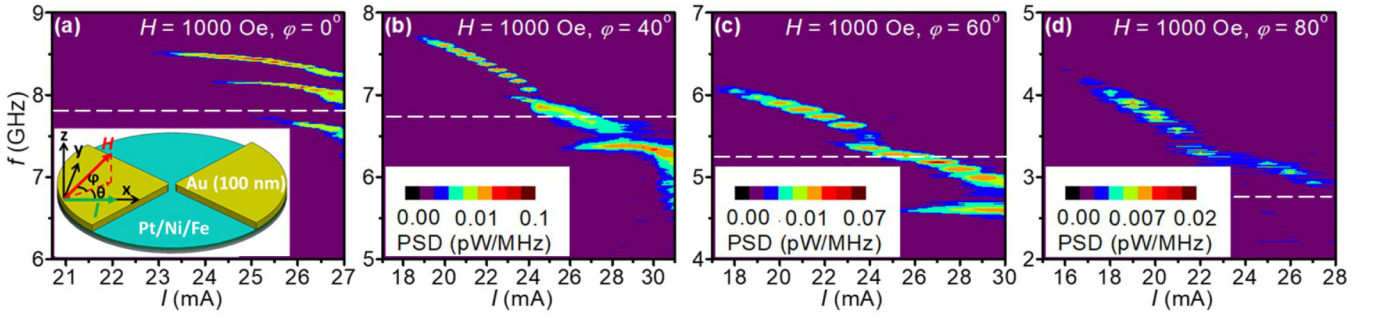 (a) H = 1000 Oe, φ = 0°
9
8
7
6
f (GHz)
21 22 23 24 25 26 27
I (mA)
z
y
H
φ
θ
x
I
Au (100 nm)
Pt/Ni/Fe
(b) H = 1000 Oe, φ = 40°
8
7
6
5
0.00 0.01 0.1
PSD (pW/MHz)
18 20 22 24 26 28 30
I (mA)
(c) H = 1000 Oe, φ = 60°
7
6
5
4
0.00 0.01 0.07
PSD (pW/MHz)
18 20 22 24 26 28 30
I (mA)
(d) H = 1000 Oe, φ = 80°
5
4
3
2
0.00 0.007 0.02
PSD (pW/MHz)
16 18 20 22 24 26 28
I (mA)